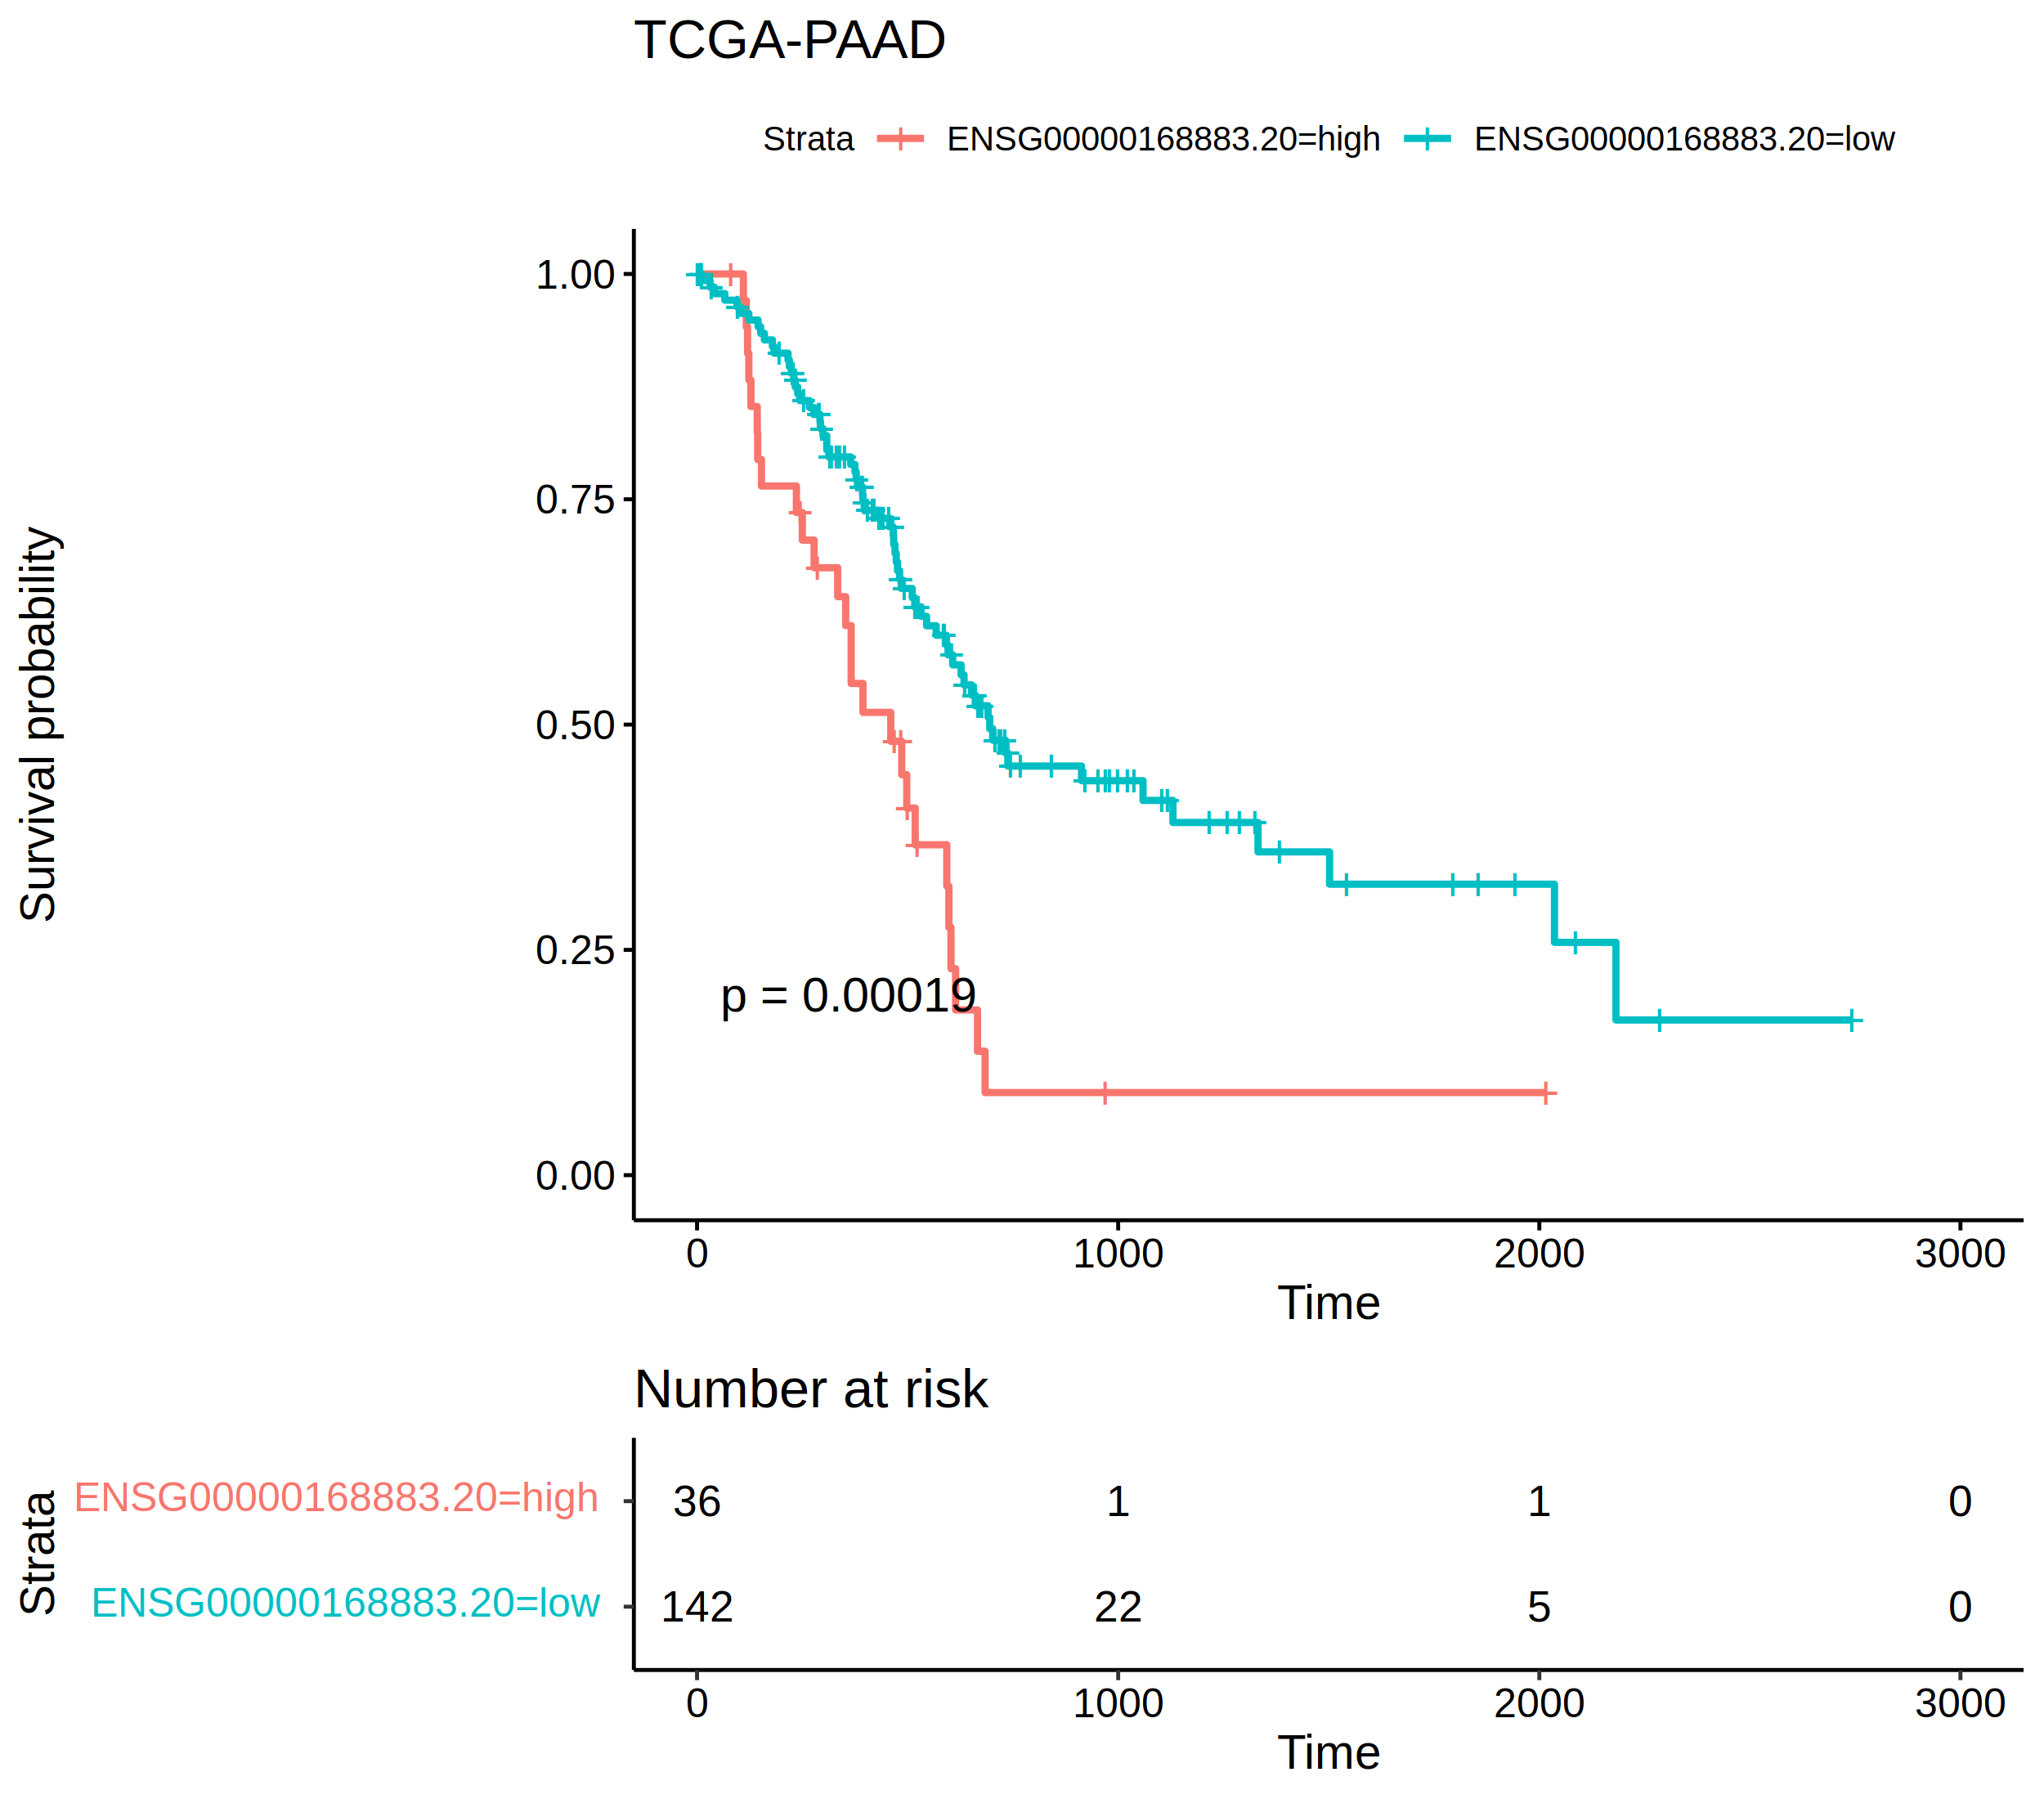 TCGA-PAAD
Strata ENSG00000168883.20=high ENSG00000168883.20=low
Survival probability
1.00
0.75
0.50
0.25
0.00
p = 0.00019
0 1000 2000 3000
Time
Number at risk
Strata
ENSG00000168883.20=high 36 1 1 0
ENSG00000168883.20=low 142 22 5 0
0 1000 2000 3000
Time